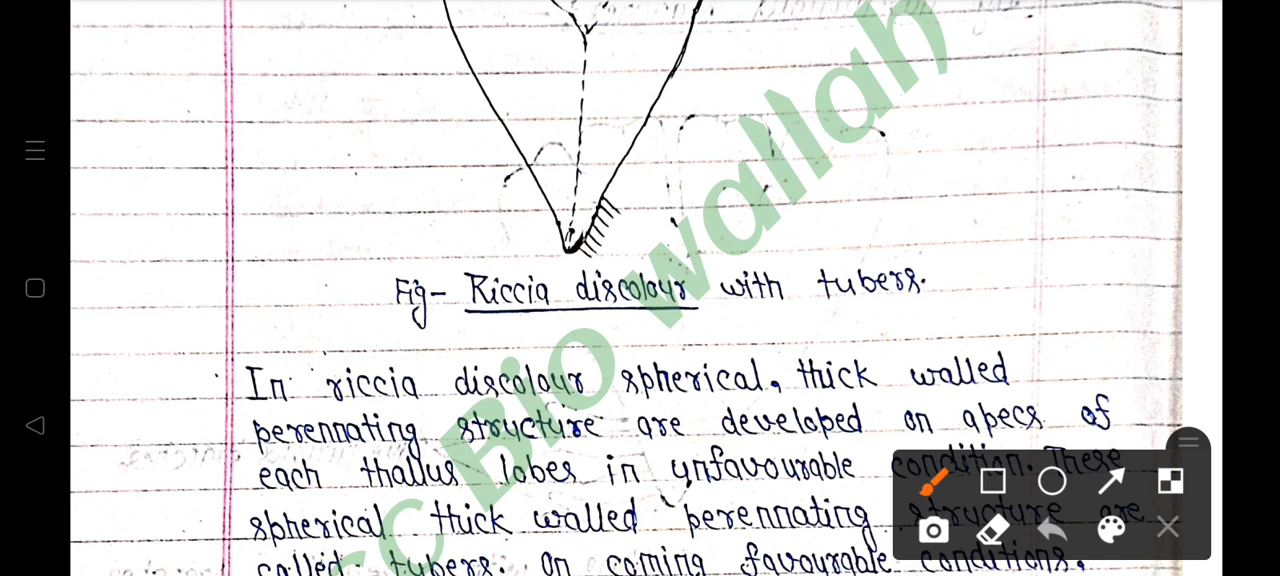 Fig- Riccia discolour with tubers.
In riccia discolour spherical, thick walled
perennating structure are developed on apecs of
each thallus lobes in unfavourable condition. These
spherical thick walled perennating structure are
called tubers. on coming favourable conditions,
SC Bio wallah